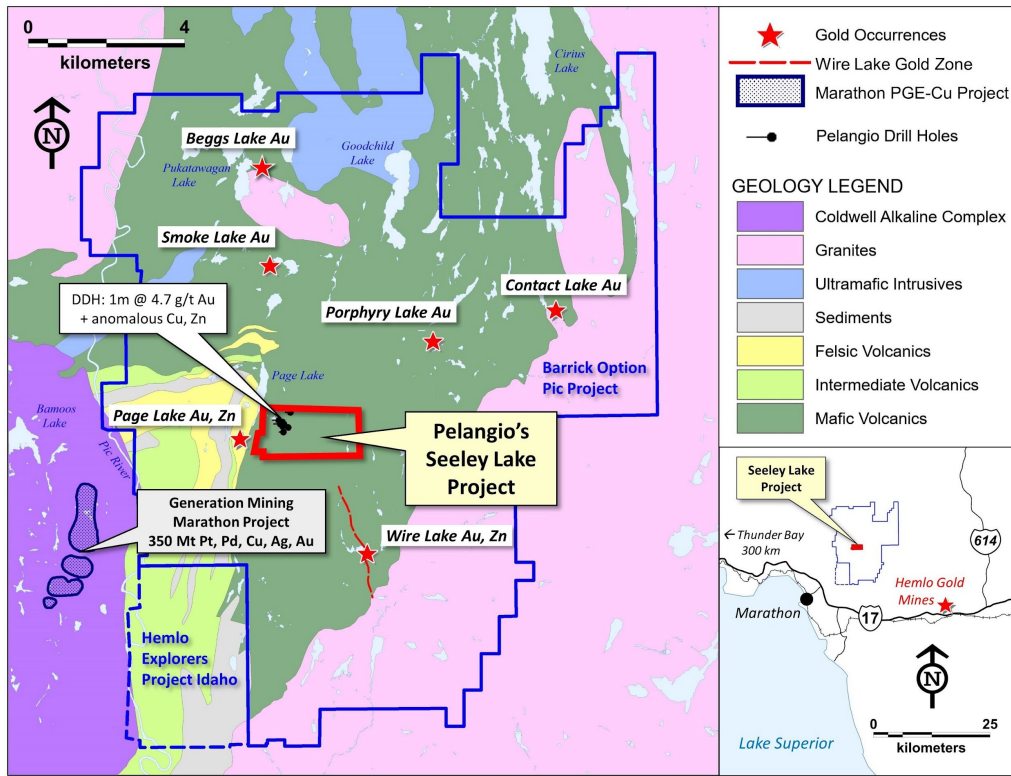 0 4
kilometers
N
Cirius
Lake
Beggs Lake Au
Goodchild
Lake
Pukatawagan
Lake
Smoke Lake Au
DDH: 1m @ 4.7 g/t Au
+ anomalous Cu, Zn
Contact Lake Au
Porphyry Lake Au
Barrick Option
Pic Project
Page Lake
Bamoos
Lake
Page Lake Au, Zn
Pic River
Pelangio's
Seeley Lake
Project
Generation Mining
Marathon Project
350 Mt Pt, Pd, Cu, Ag, Au
Wire Lake Au, Zn
Hemlo
Explorers
Project Idaho
Gold Occurrences
Wire Lake Gold Zone
Marathon PGE-Cu Project
Pelangio Drill Holes
GEOLOGY LEGEND
Coldwell Alkaline Complex
Granites
Ultramafic Intrusives
Sediments
Felsic Volcanics
Intermediate Volcanics
Mafic Volcanics
Seeley Lake
Project
← Thunder Bay
300 km
614
Hemlo Gold
Mines
Marathon
17
N
0 25
kilometers
Lake Superior